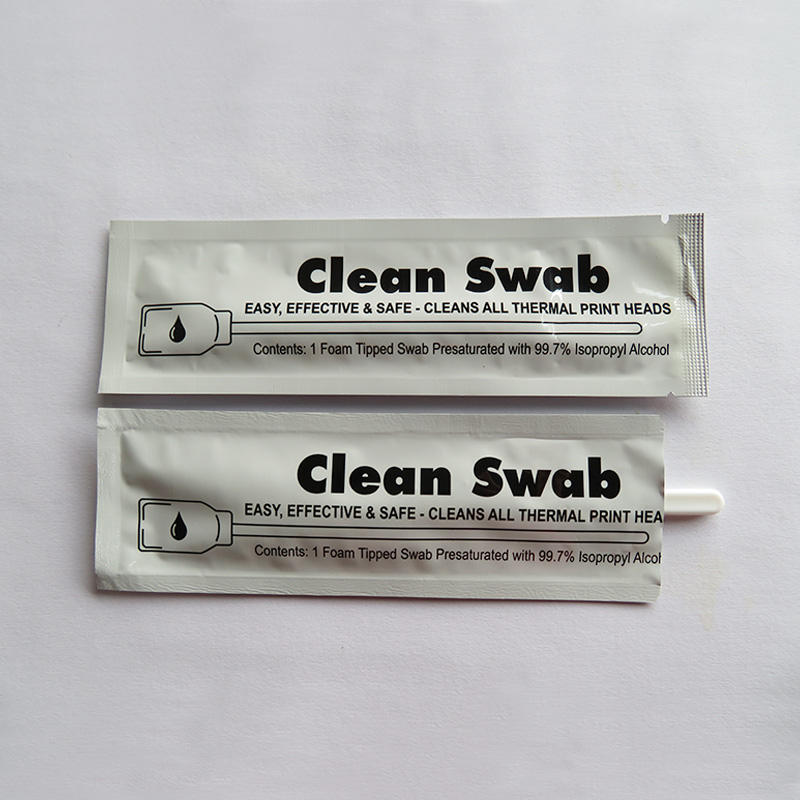 Clean Swab
EASY, EFFECTIVE & SAFE - CLEANS ALL THERMAL PRINT HEADS
Contents: 1 Foam Tipped Swab Presaturated with 99.7% Isopropyl Alcohol
Clean Swab
EASY, EFFECTIVE & SAFE - CLEANS ALL THERMAL PRINT HEA
Contents: 1 Foam Tipped Swab Presaturated with 99.7% Isopropyl Alcoh